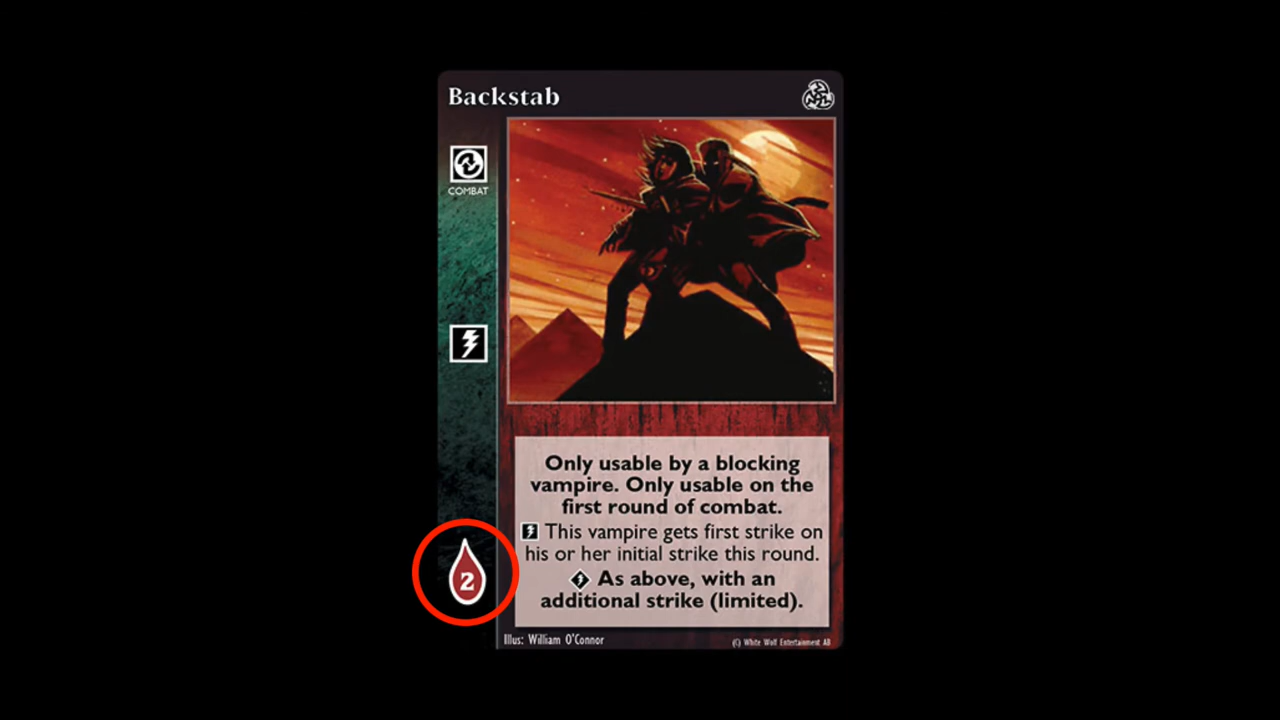 Backstab
COMBAT
Only usable by a blocking
vampire. Only usable on the
first round of combat.
This vampire gets first strike on
his or her initial strike this round.
As above, with an
additional strike (limited).
2
Illus: William O'Connor
(C) White Wolf Entertainment AB